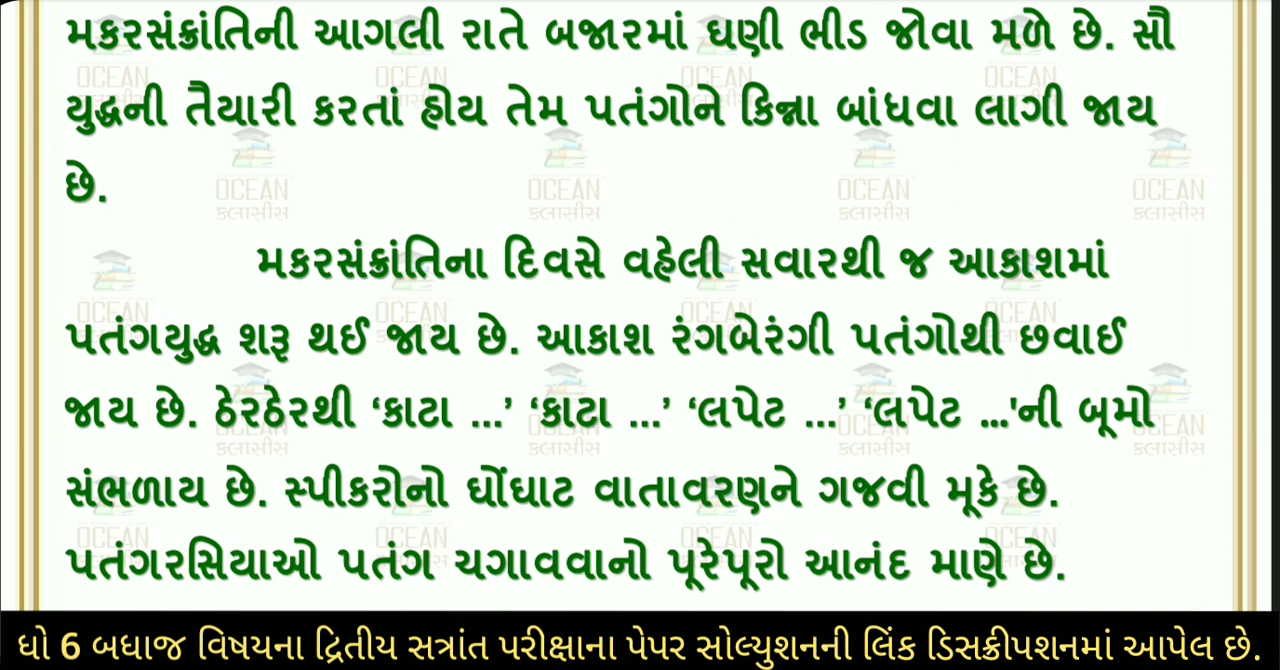 મકરસંક્રાંતિની આગલી રાતે બજારમાં ઘણી ભીડ જોવા મળે છે. સૌ
યુદ્ધની તૈયારી કરતાં હોય તેમ પતંગોને કિન્ના બાંધવા લાગી જાય
છે.
મકરસંક્રાંતિના દિવસે વહેલી સવારથી જ આકાશમાં
પતંગયુદ્ધ શરૂ થઈ જાય છે. આકાશ રંગબેરંગી પતંગોથી છવાઈ
જાય છે. ઠેરઠેરથી ‘કાટા ...’ ‘કાટા ...’ ‘લપેટ ...’ ‘લપેટ ...'ની બૂમો
સંભળાય છે. સ્પીકરોનો ઘોંઘાટ વાતાવરણને ગજવી મૂકે છે.
પતંગરસિયાઓ પતંગ ચગાવવાનો પૂરેપૂરો આનંદ માણે છે.
ધો 6 બધાજ વિષયના દ્રિતીય સત્રાંત પરીક્ષાના પેપર સોલ્યુશનની લિંક ડિસક્રીપશનમાં આપેલ છે.
OCEAN
ક્લાસીસ